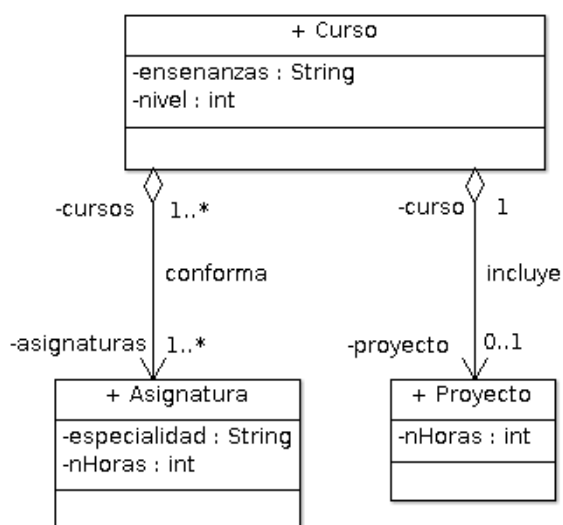 + Curso
-ensenanzas : String
-nivel : int
-cursos 1..*
-curso 1
conforma
incluye
-asignaturas 1..*
-proyecto 0..1
+ Asignatura
-especialidad : String
-nHoras : int
+ Proyecto
-nHoras : int